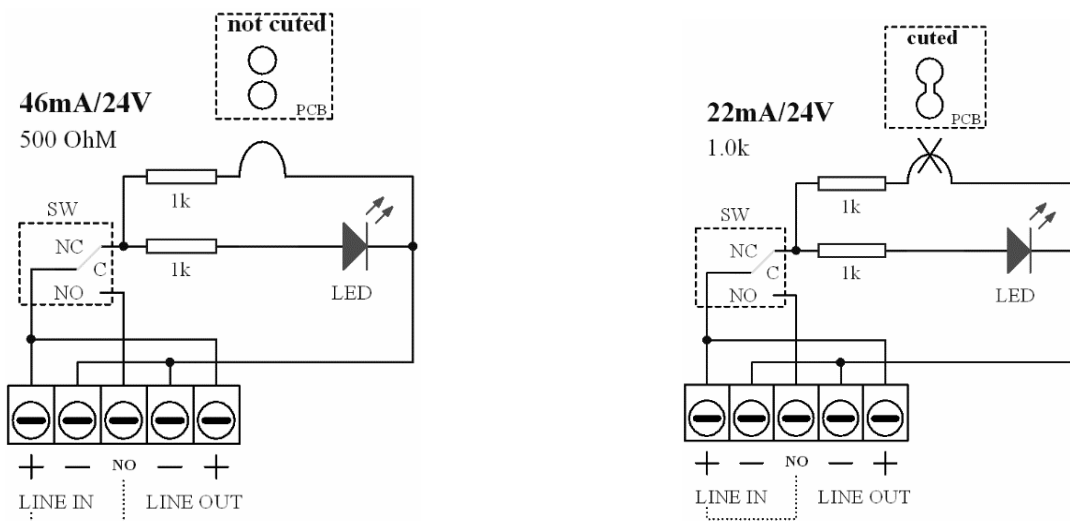 not cuted
PCB
46mA/24V
500 OhM
1k
SW
NC
C
NO
1k
LED
+ − NO − +
LINE IN LINE OUT
cuted
PCB
22mA/24V
1.0k
1k
SW
NC
C
NO
1k
LED
+ − NO − +
LINE IN LINE OUT